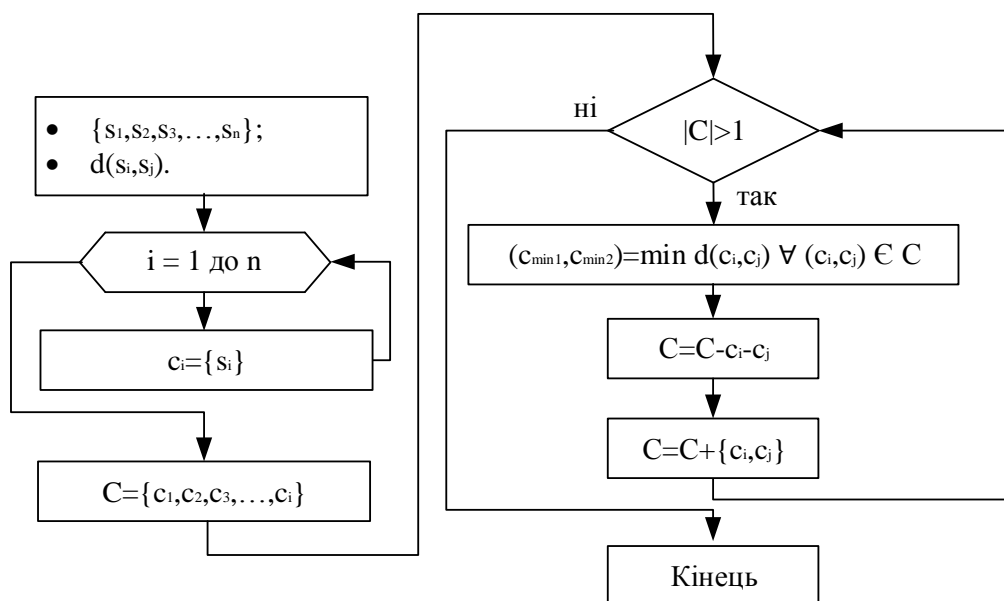 • {s₁,s₂,s₃,…,sₙ};
• d(sᵢ,sⱼ).
i = 1 до n
cᵢ={sᵢ}
C={c₁,c₂,c₃,…,cᵢ}
ні
|C|>1
так
(cmin1,cmin2)=min d(cᵢ,cⱼ) ∀ (cᵢ,cⱼ) Є C
C=C-cᵢ-cⱼ
C=C+{cᵢ,cⱼ}
Кінець